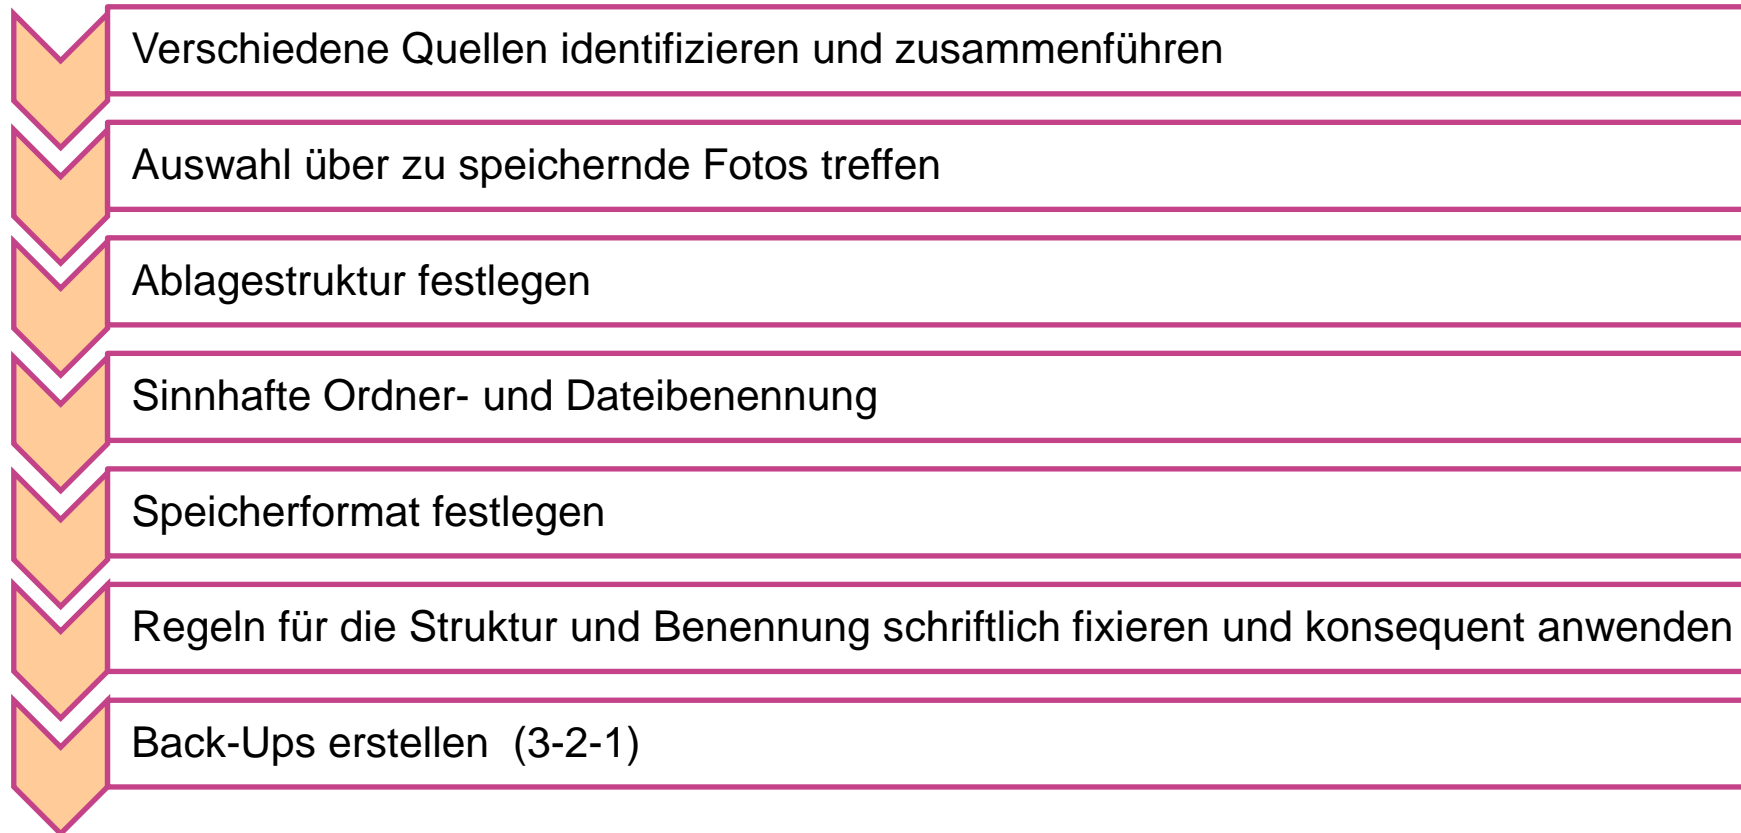 Verschiedene Quellen identifizieren und zusammenführen
Auswahl über zu speichernde Fotos treffen
Ablagestruktur festlegen
Sinnhafte Ordner- und Dateibenennung
Speicherformat festlegen
Regeln für die Struktur und Benennung schriftlich fixieren und konsequent anwenden
Back-Ups erstellen  (3-2-1)